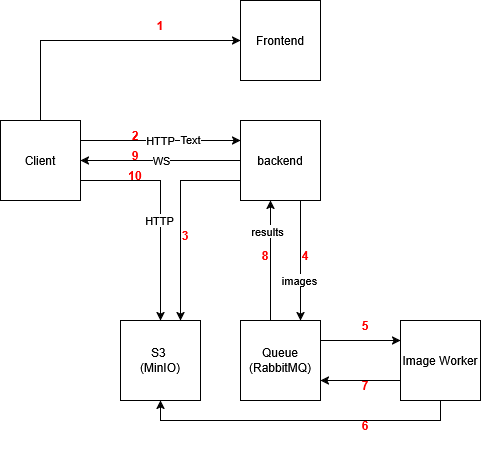 1
Frontend
Client
2
HTTP
Text
9
WS
10
backend
HTTP
3
results
8
4
images
S3
(MinIO)
Queue
(RabbitMQ)
5
7
Image Worker
6